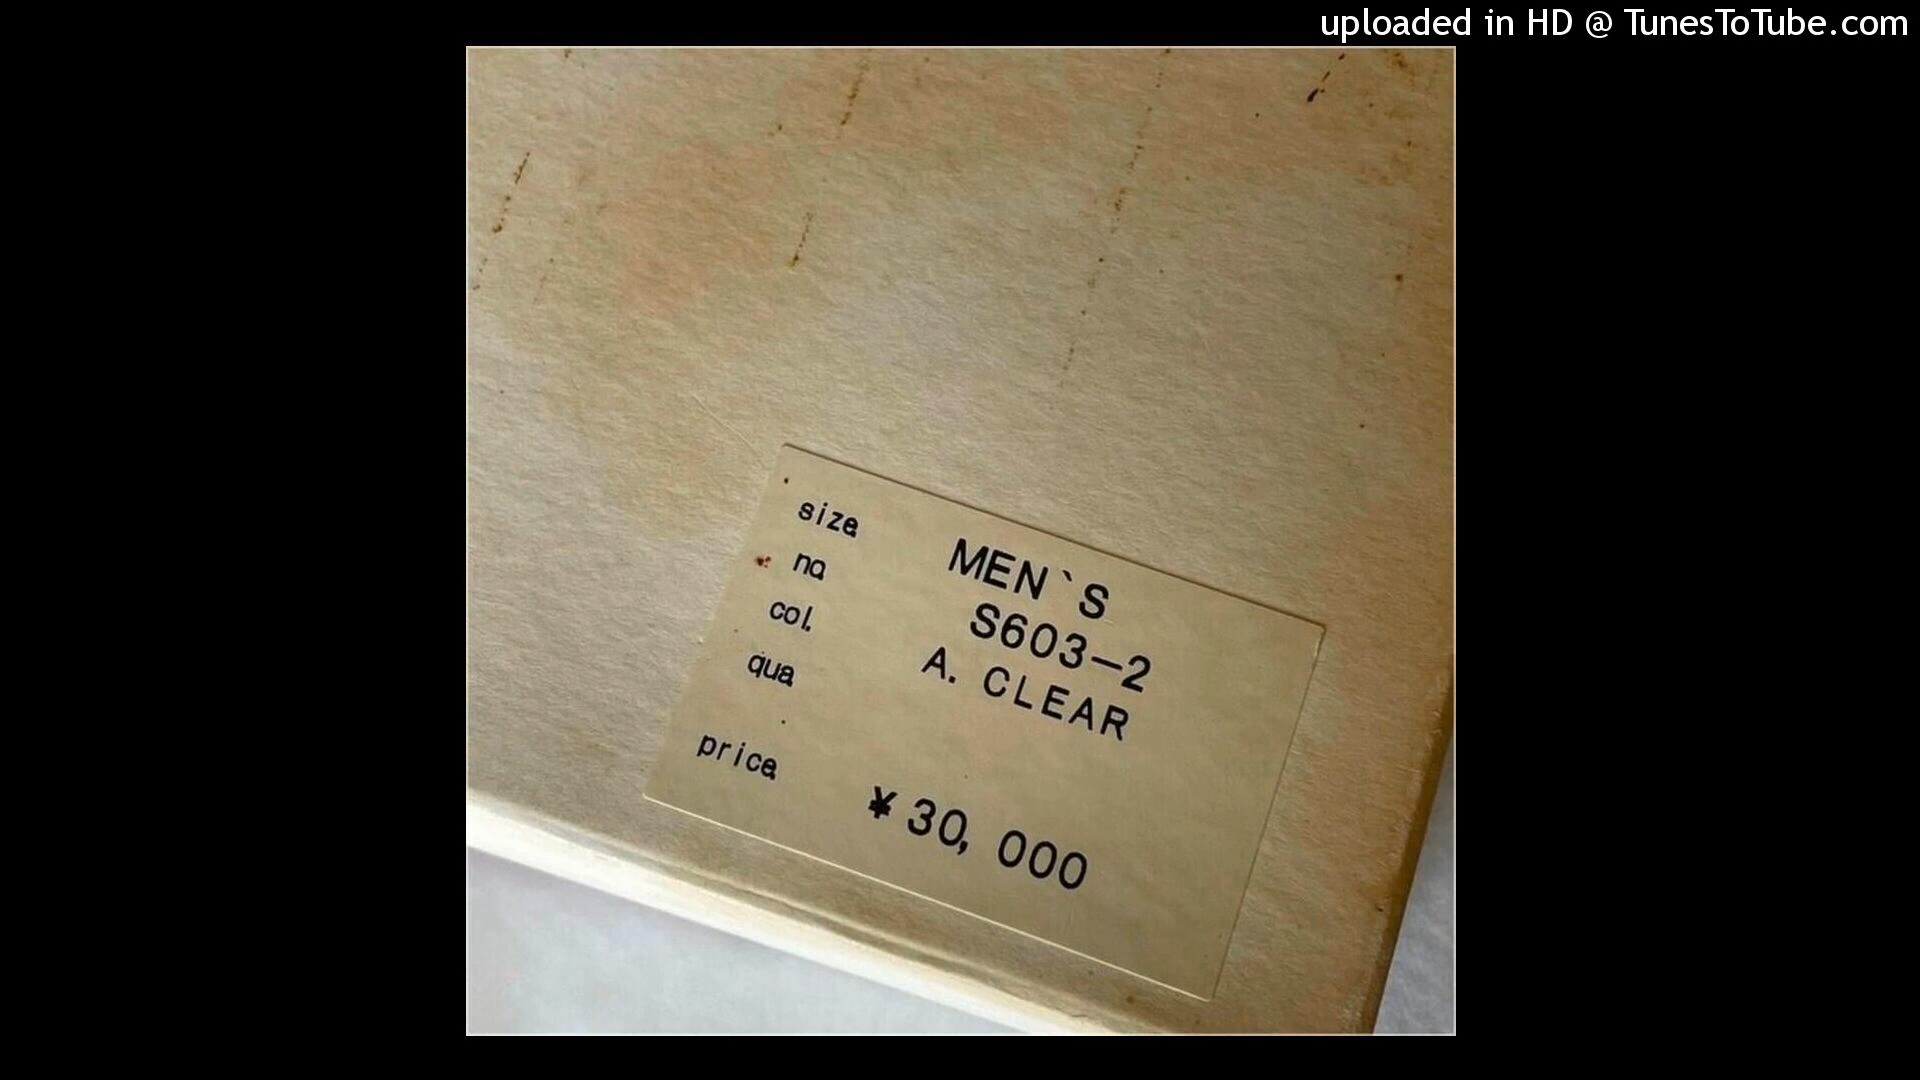 uploaded in HD @ TunesToTube.com
size MEN`S
no S603-2
col. A. CLEAR
qua
price ¥30,000